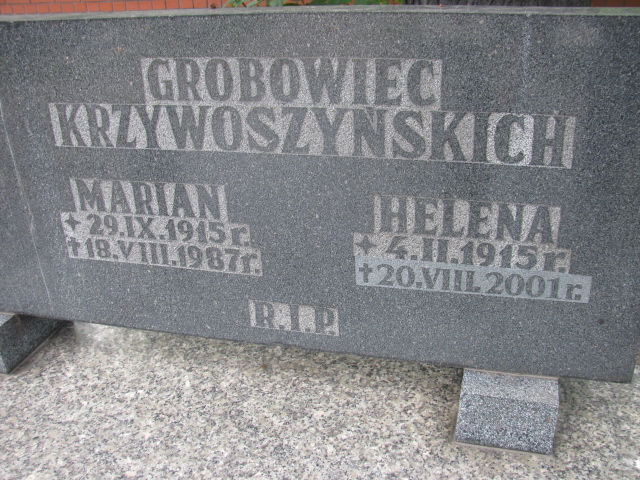 GROBOWIEC
KRZYWOSZYŃSKICH
MARIAN
29.IX.1915 r.
✝ 18.VIII.1987 r.
HELENA
4.II.1915 r.
✝ 20.VIII.2001 r.
R.I.P.